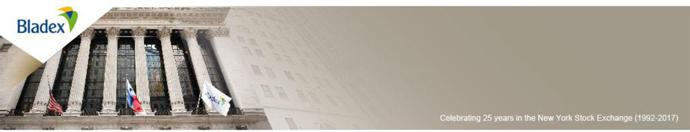 Bladex
Celebrating 25 years in the New York Stock Exchange (1992-2017)